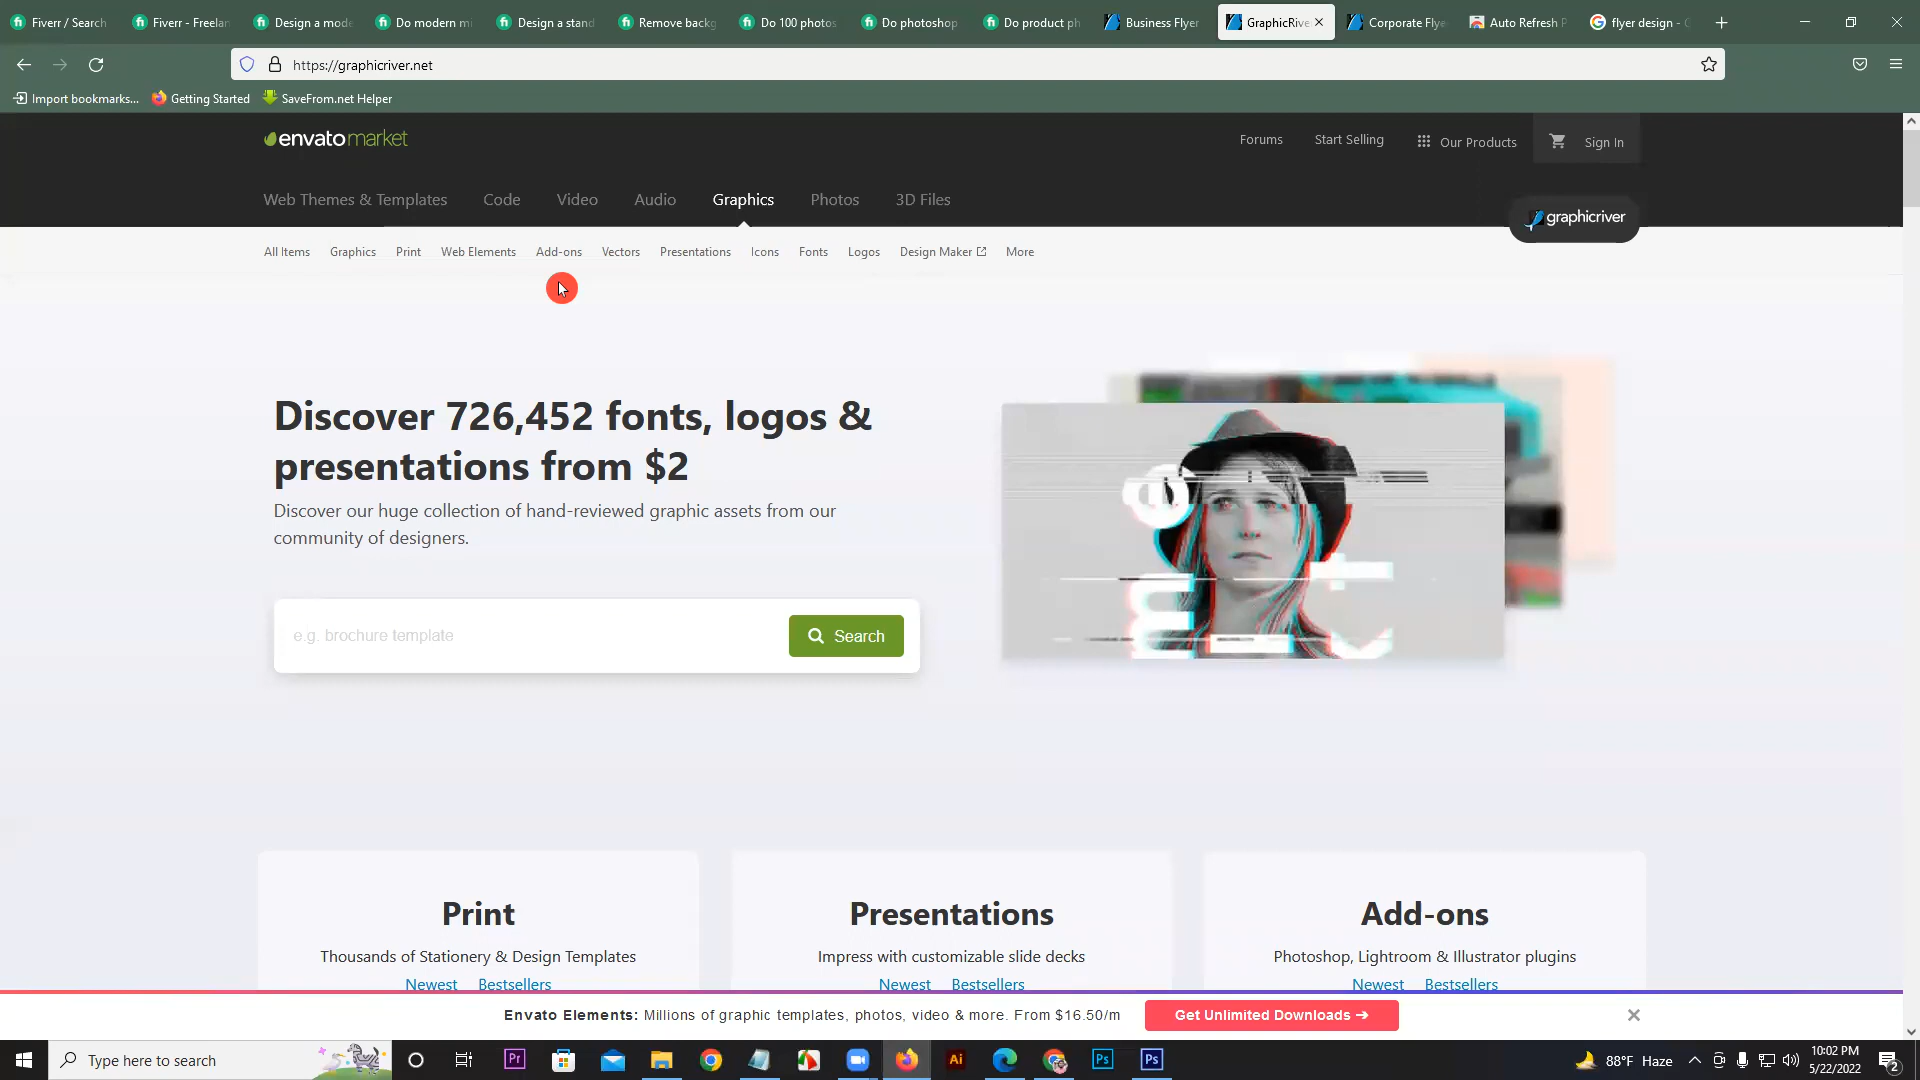 Fiverr / Search
Fiverr - Freelan
Design a mode
Do modern mi
Design a stand
Remove backg
Do 100 photos
Do photoshop
Do product ph
Business Flyer
GraphicRive
Corporate Flye
Auto Refresh P
flyer design - G
https://graphicriver.net
Import bookmarks...
Getting Started
SaveFrom.net Helper
envatomarket
Forums
Start Selling
Our Products
Sign In
Web Themes & Templates
Code
Video
Audio
Graphics
Photos
3D Files
graphicriver
All Items
Graphics
Print
Web Elements
Add-ons
Vectors
Presentations
Icons
Fonts
Logos
Design Maker
More
Discover 726,452 fonts, logos &
presentations from $2
Discover our huge collection of hand-reviewed graphic assets from our
community of designers.
e.g. brochure template
Search
Print
Thousands of Stationery & Design Templates
Newest Bestsellers
Presentations
Impress with customizable slide decks
Newest Bestsellers
Add-ons
Photoshop, Lightroom & Illustrator plugins
Newest Bestsellers
Envato Elements: Millions of graphic templates, photos, video & more. From $16.50/m
Get Unlimited Downloads ➔
Type here to search
Pr
Ai
Ps
Ps
88°F Haze
10:02 PM
5/22/2022
2